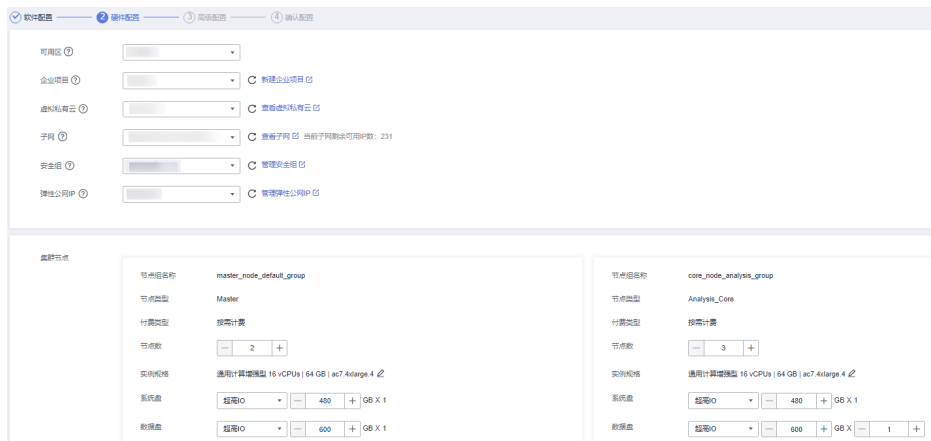 软件配置 2 硬件配置 3 高级配置 4 确认配置
可用区 ?
企业项目 ? 新建企业项目
虚拟私有云 ? 查看虚拟私有云
子网 ? 查看子网 当前子网剩余可用IP数：231
安全组 ? 管理安全组
弹性公网IP ? 管理弹性公网IP
集群节点
节点组名称 master_node_default_group
节点类型 Master
付费类型 按需计费
节点数 — 2 +
实例规格 通用计算增强型 16 vCPUs | 64 GB | ac7.4xlarge.4
系统盘 超高IO — 480 + GB X 1
数据盘 超高IO — 600 + GB X 1
节点组名称 core_node_analysis_group
节点类型 Analysis_Core
付费类型 按需计费
节点数 — 3 +
实例规格 通用计算增强型 16 vCPUs | 64 GB | ac7.4xlarge.4
系统盘 超高IO — 480 + GB X 1
数据盘 超高IO — 600 + GB X — 1 +